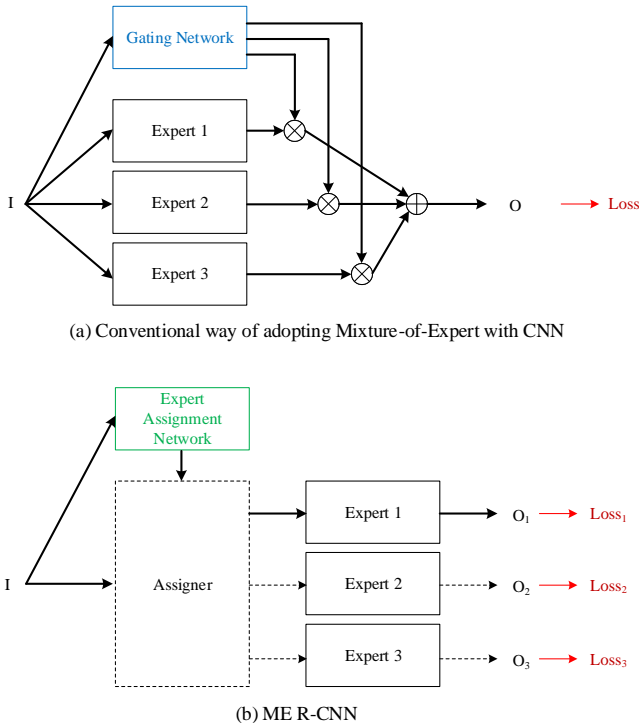 Gating Network
Expert 1
I
Expert 2
O
Loss
Expert 3
(a) Conventional way of adopting Mixture-of-Expert with CNN
Expert
Assignment
Network
Expert 1
O₁
Loss₁
I
Assigner
Expert 2
O₂
Loss₂
Expert 3
O₃
Loss₃
(b) ME R-CNN